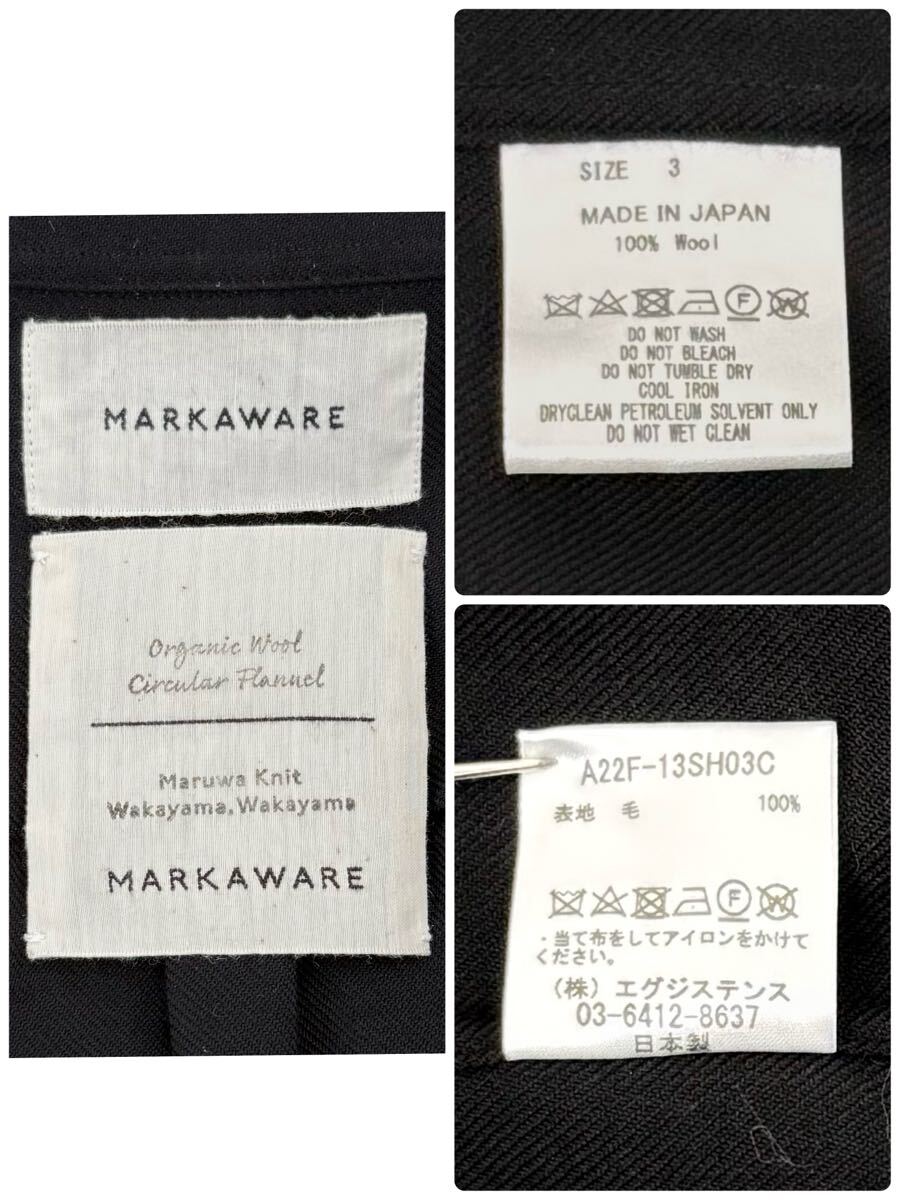 MARKAWARE
Organic Wool
Circular Flannel
Maruwa Knit
Wakayama, Wakayama
MARKAWARE
SIZE 3
MADE IN JAPAN
100% Wool
F W
DO NOT WASH
DO NOT BLEACH
DO NOT TUMBLE DRY
COOL IRON
DRYCLEAN PETROLEUM SOLVENT ONLY
DO NOT WET CLEAN
A22F-13SH03C
表地 毛 100%
F W
・当て布をしてアイロンをかけて
ください。
(株) エグジステンス
03-6412-8637
日本製